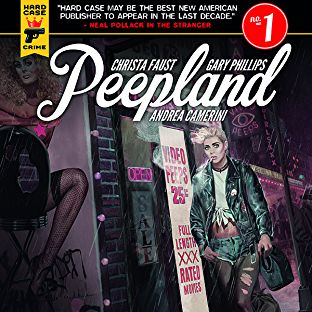 HARD
CASE
CRIME
"HARD CASE MAY BE THE BEST NEW AMERICAN
PUBLISHER TO APPEAR IN THE LAST DECADE."
- NEAL POLLACK IN THE STRANGER
no.
1
CHRISTA FAUST
GARY PHILLIPS
Peepland
ANDREA CAMERINI
VIDEO
PEEPS
25¢
OPEN
SALE
FULL
LENGTH
XXX
RATED
MOVIES